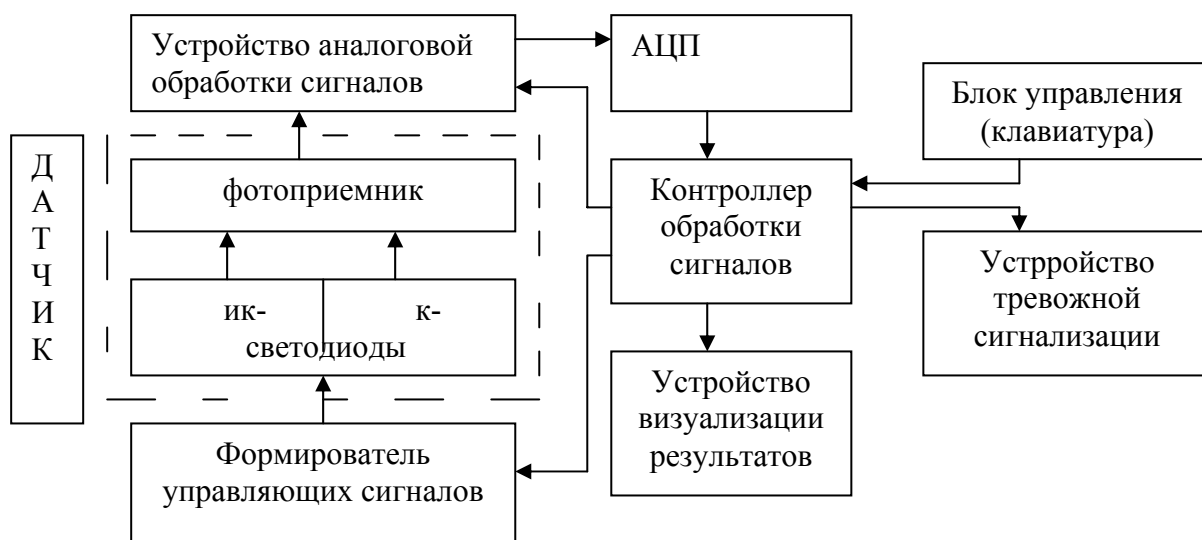 Устройство аналоговой
обработки сигналов
АЦП
Блок управления
(клавиатура)
Д
А
Т
Ч
И
К
фотоприемник
Контроллер
обработки
сигналов
ик-
к-
светодиоды
Устрройство
тревожной
сигнализации
Устройство
визуализации
результатов
Формирователь
управляющих сигналов